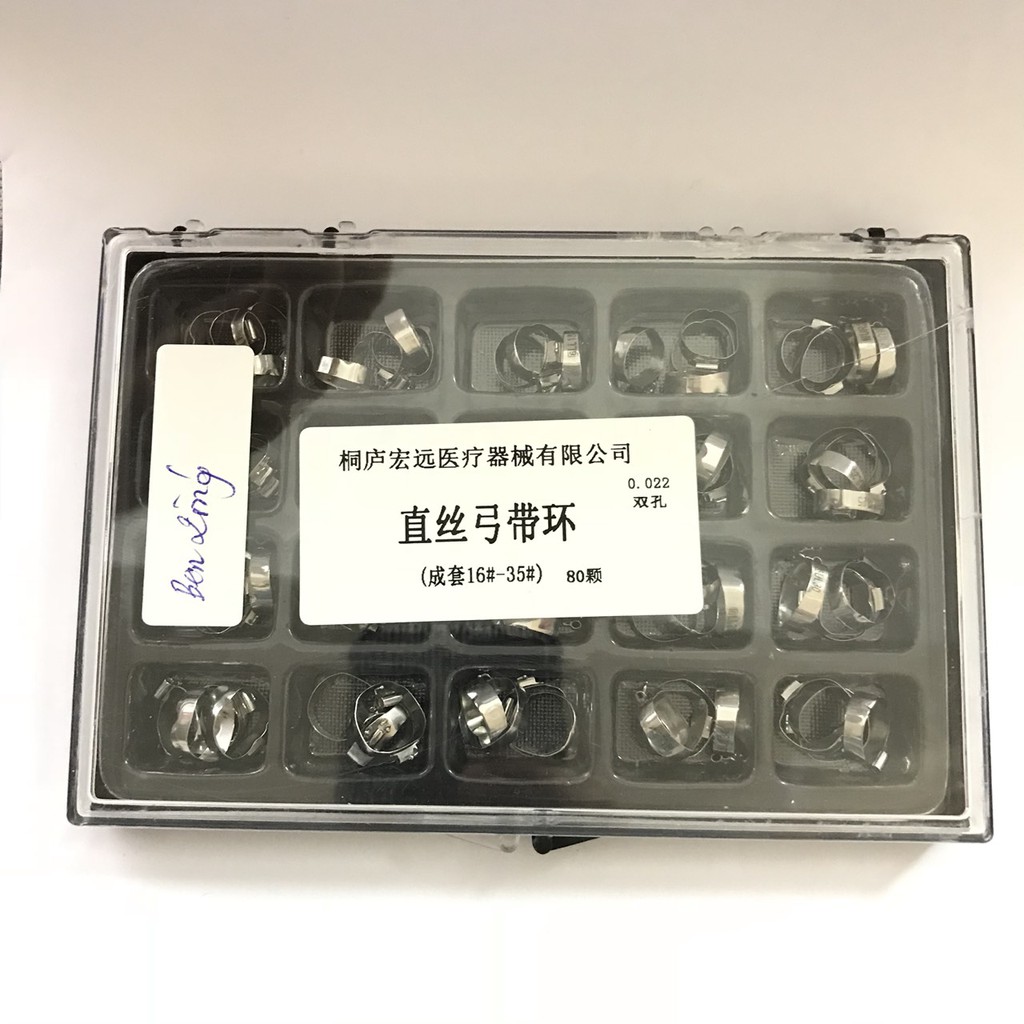 桐庐宏远医疗器械有限公司
0.022
双孔
直丝弓带环
(成套16#-35#) 80颗
Ben Ling